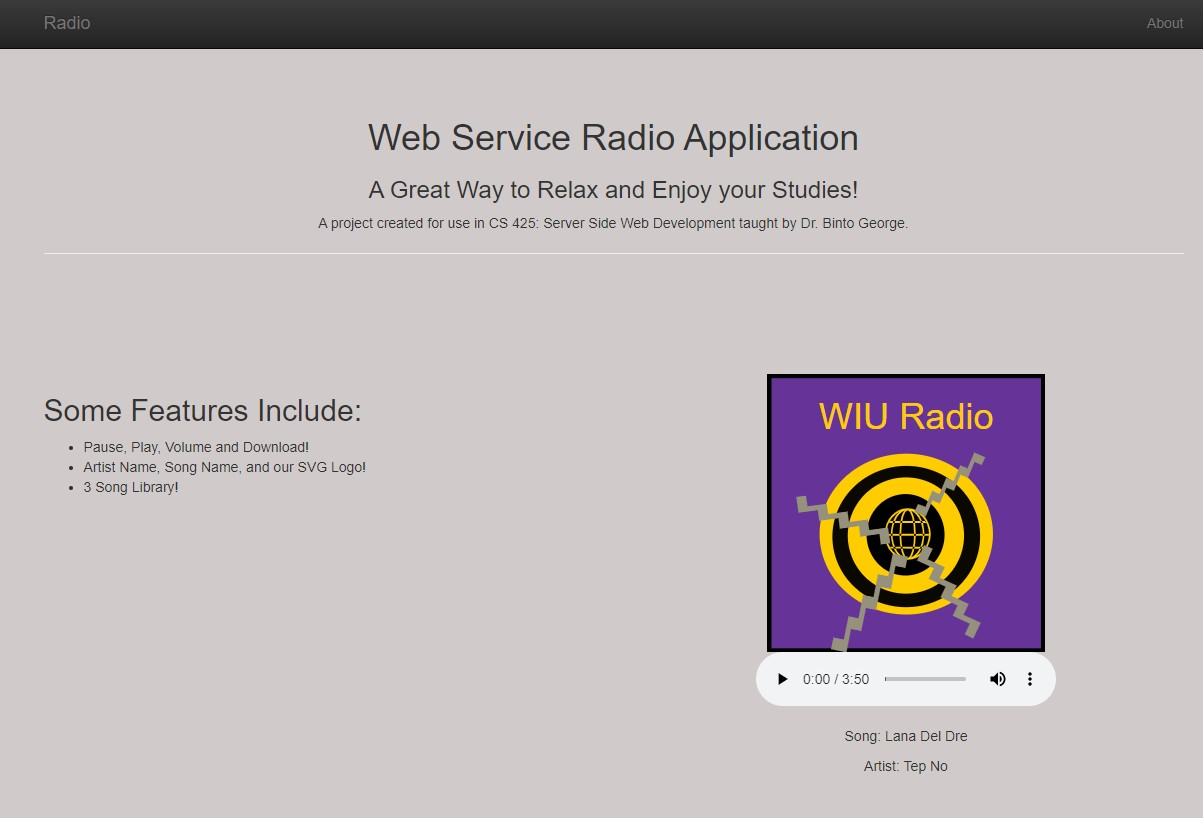 Radio
About
Web Service Radio Application
A Great Way to Relax and Enjoy your Studies!
A project created for use in CS 425: Server Side Web Development taught by Dr. Binto George.
Some Features Include:
Pause, Play, Volume and Download!
Artist Name, Song Name, and our SVG Logo!
3 Song Library!
WIU Radio
0:00 / 3:50
Song: Lana Del Dre
Artist: Tep No